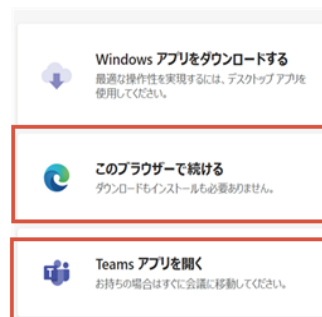 Windows アプリをダウンロードする
最適な操作性を実現するには、デスクトップ アプリを
使用してください。
このブラウザーで続ける
ダウンロードもインストールも必要ありません。
Teams アプリを開く
お持ちの場合はすぐに会議に移動してください。